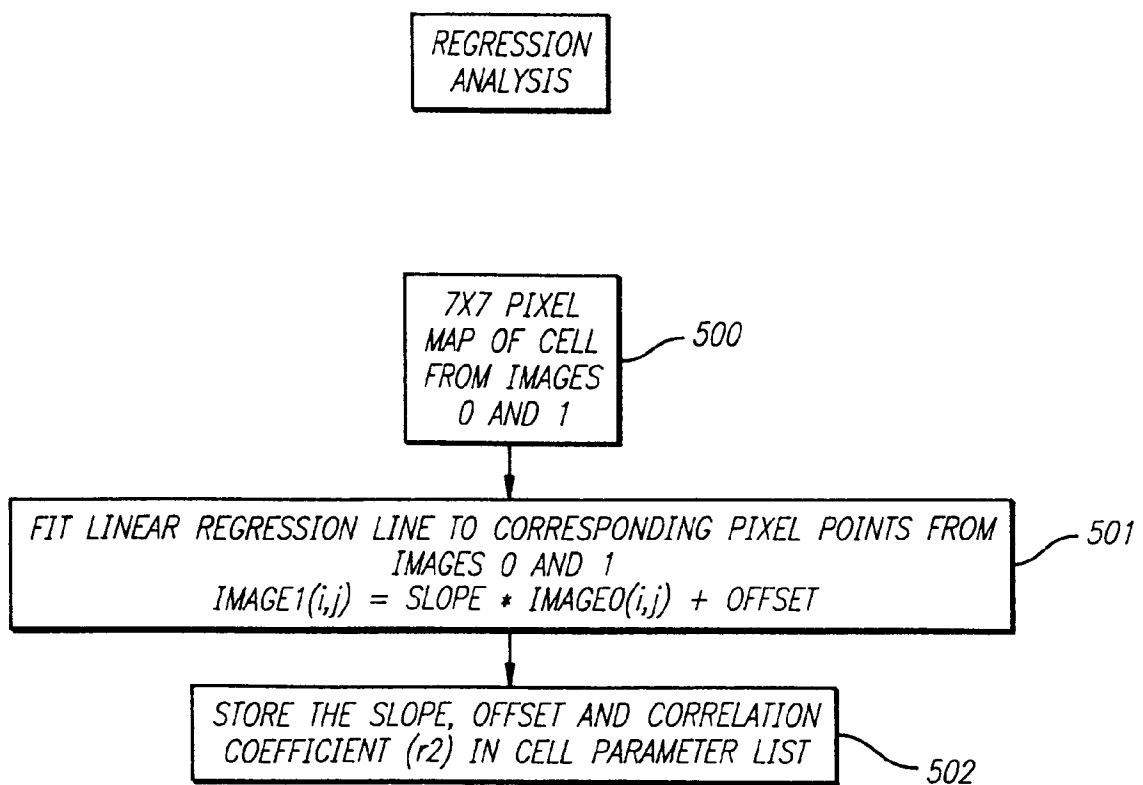 REGRESSION
ANALYSIS
7X7 PIXEL
MAP OF CELL
FROM IMAGES
0 AND 1
500
FIT LINEAR REGRESSION LINE TO CORRESPONDING PIXEL POINTS FROM
IMAGES 0 AND 1
IMAGE1(i,j) = SLOPE * IMAGE0(i,j) + OFFSET
501
STORE THE SLOPE, OFFSET AND CORRELATION
COEFFICIENT (r2) IN CELL PARAMETER LIST
502